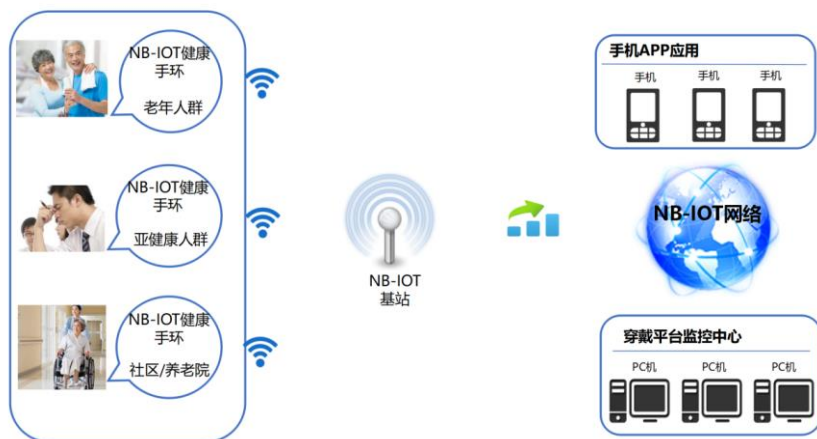 NB-IOT健康
手环
老年人群
NB-IOT健康
手环
亚健康人群
NB-IOT健康
手环
社区/养老院
NB-IOT
基站
手机APP应用
手机 手机 手机
NB-IOT网络
穿戴平台监控中心
PC机 PC机 PC机